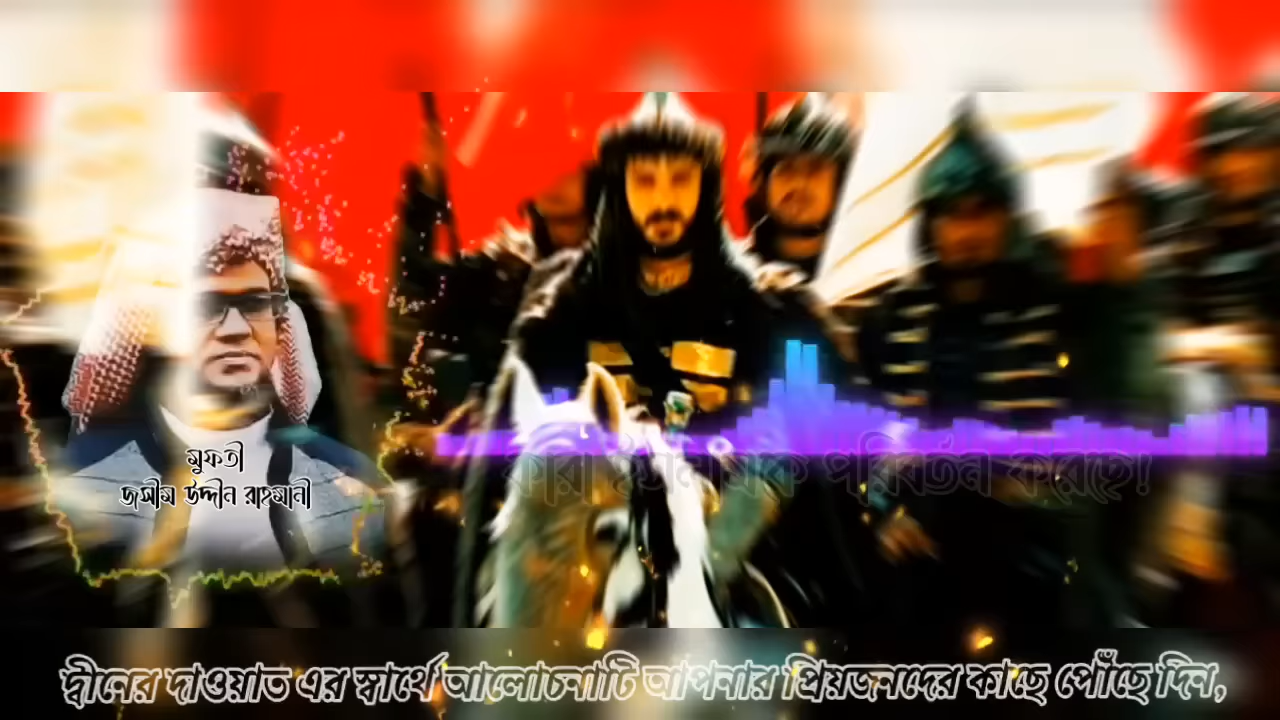 মুফতী
জসীম উদ্দীন রাহমানী
দ্বীনের দাওয়াত এর স্বার্থে আলোচনাটি আপনার প্রিয়জনদের কাছে পৌঁছে দিন,